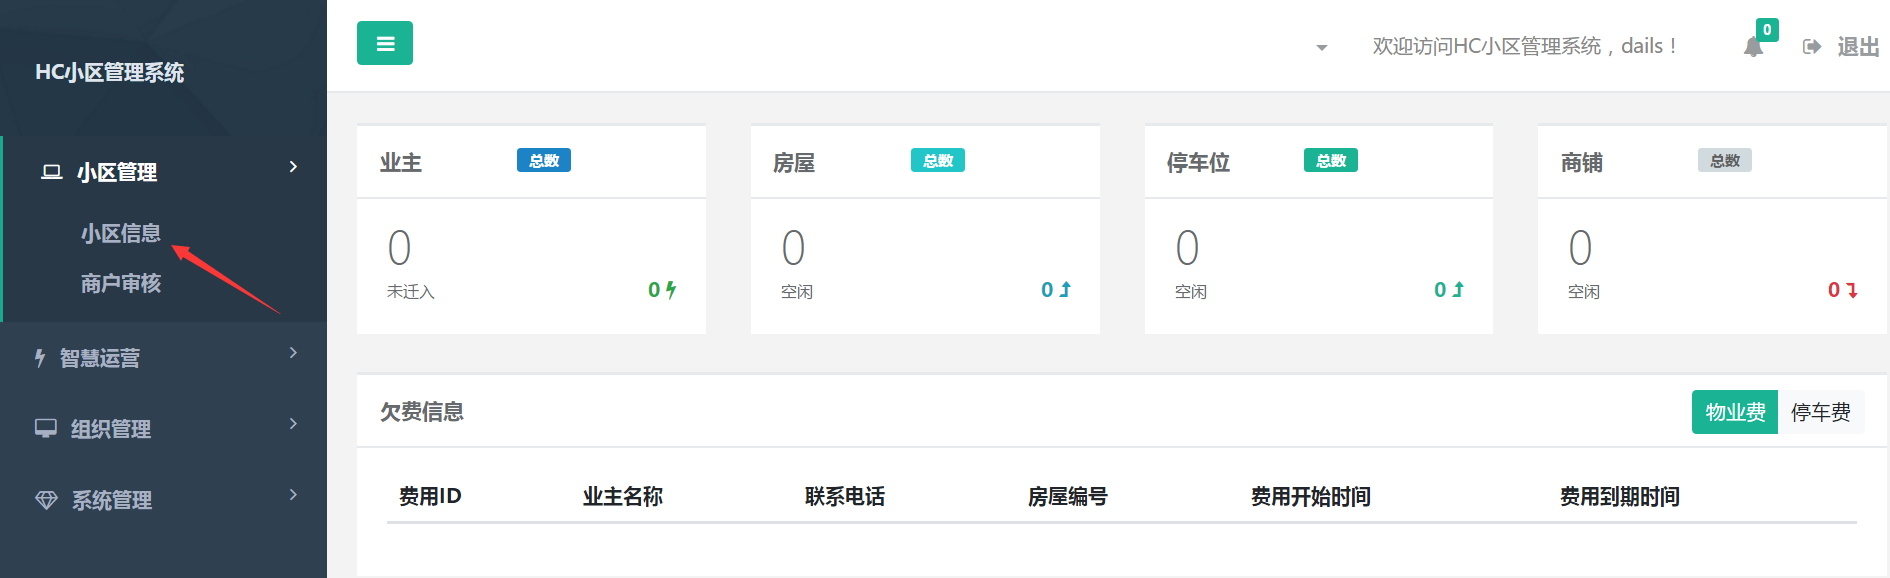 HC小区管理系统
小区管理
小区信息
商户审核
智慧运营
组织管理
系统管理
欢迎访问HC小区管理系统，dails！
0
退出
业主 总数
0
未迁入 0
房屋 总数
0
空闲 0
停车位 总数
0
空闲 0
商铺 总数
0
空闲 0
欠费信息 物业费 停车费
费用ID 业主名称 联系电话 房屋编号 费用开始时间 费用到期时间